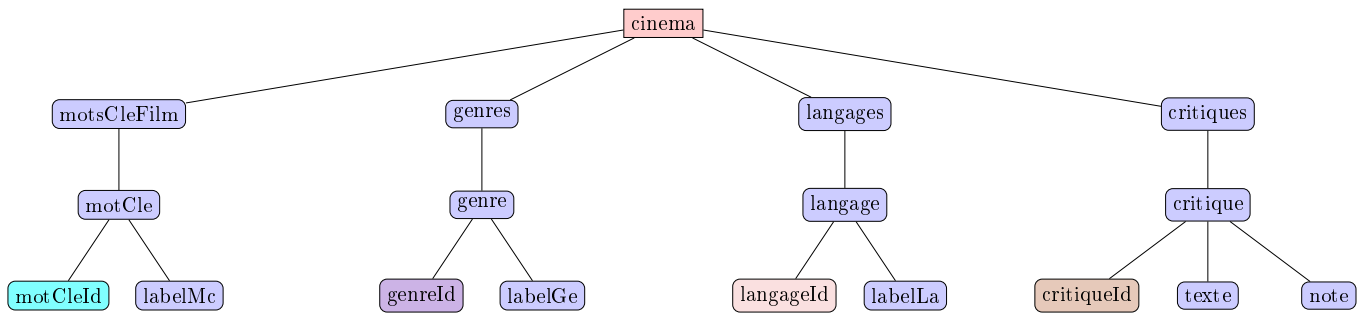 cinema
motsCleFilm genres langages critiques
motCle genre langage critique
motCleId labelMc genreId labelGe langageId labelLa critiqueId texte note